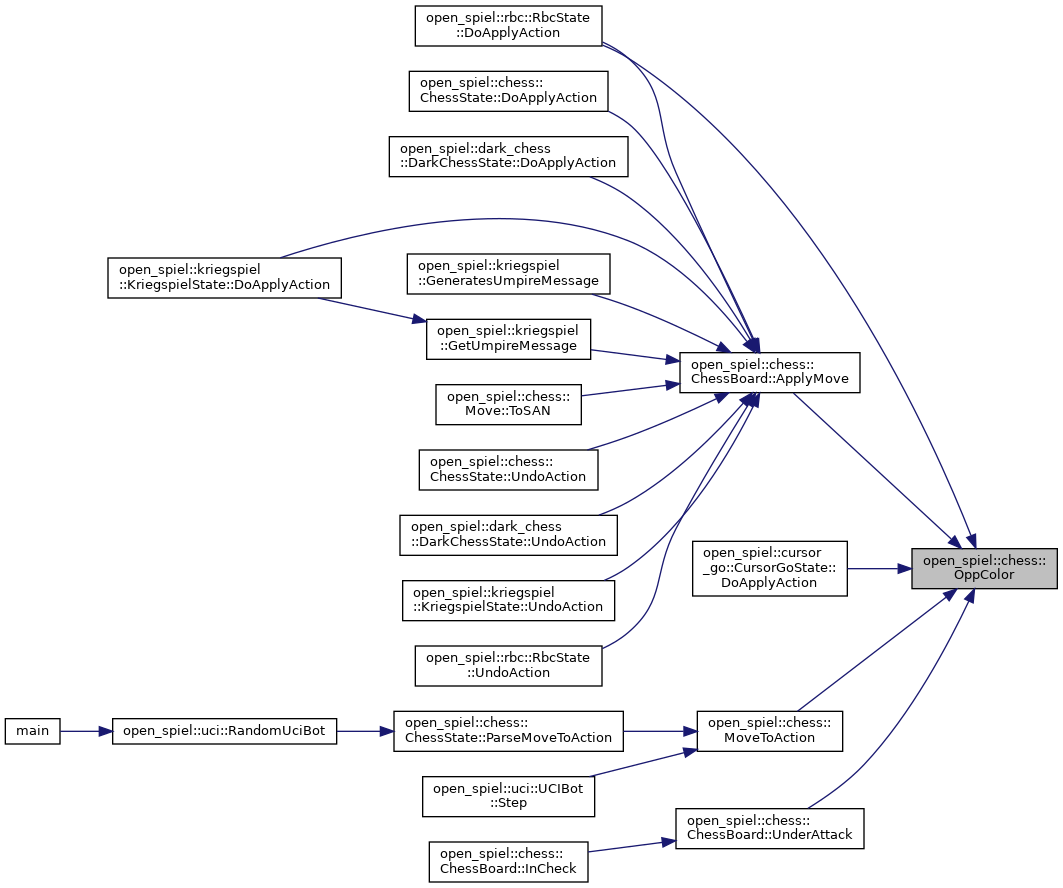 open_spiel::rbc::RbcState
::DoApplyAction
open_spiel::chess::
ChessState::DoApplyAction
open_spiel::dark_chess
::DarkChessState::DoApplyAction
open_spiel::kriegspiel
::KriegspielState::DoApplyAction
open_spiel::kriegspiel
::GeneratesUmpireMessage
open_spiel::kriegspiel
::GetUmpireMessage
open_spiel::chess::
ChessBoard::ApplyMove
open_spiel::chess::
Move::ToSAN
open_spiel::chess::
ChessState::UndoAction
open_spiel::dark_chess
::DarkChessState::UndoAction
open_spiel::cursor
_go::CursorGoState::
DoApplyAction
open_spiel::chess::
OppColor
open_spiel::kriegspiel
::KriegspielState::UndoAction
open_spiel::rbc::RbcState
::UndoAction
main
open_spiel::uci::RandomUciBot
open_spiel::chess::
ChessState::ParseMoveToAction
open_spiel::chess::
MoveToAction
open_spiel::uci::UCIBot
::Step
open_spiel::chess::
ChessBoard::UnderAttack
open_spiel::chess::
ChessBoard::InCheck